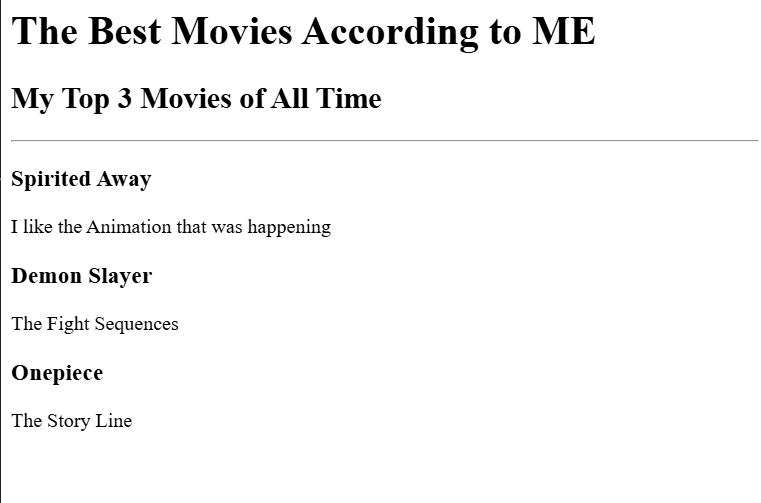 The Best Movies According to ME
My Top 3 Movies of All Time
Spirited Away
I like the Animation that was happening
Demon Slayer
The Fight Sequences
Onepiece
The Story Line